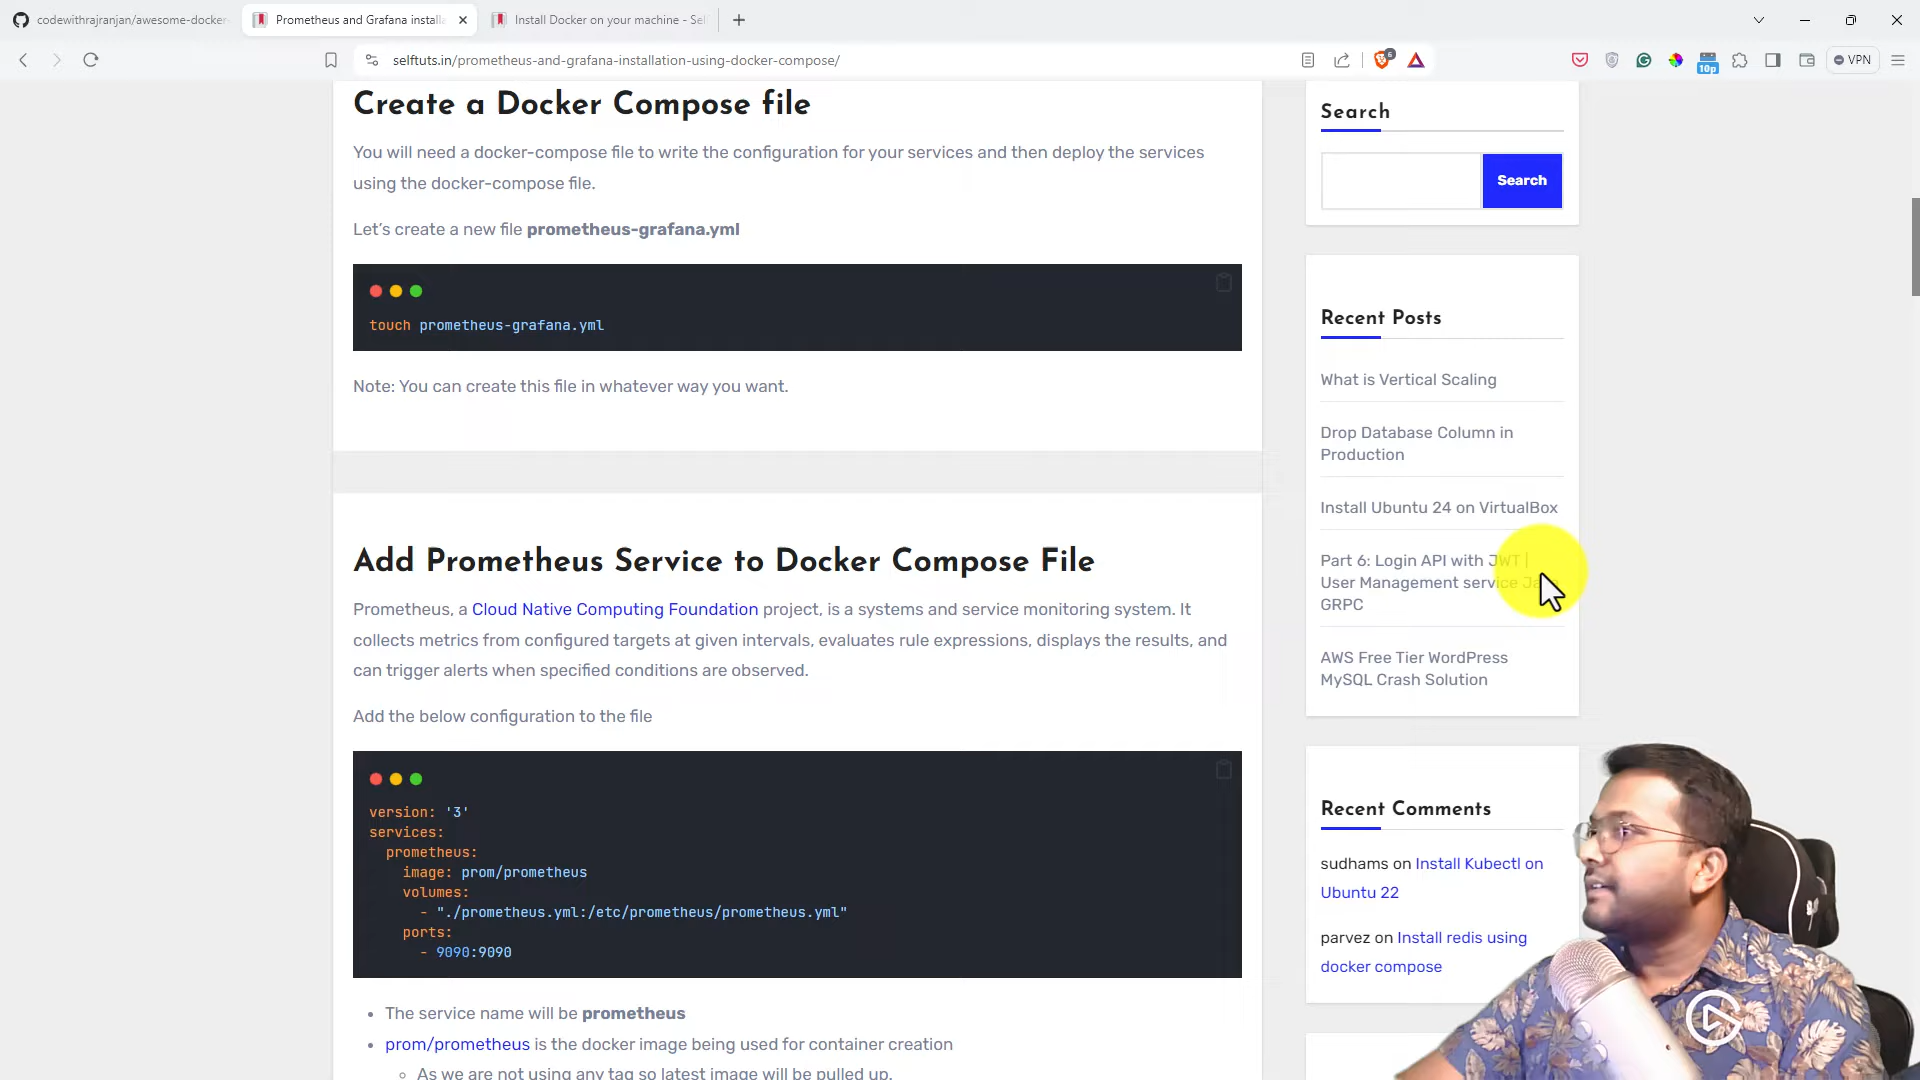 codewithrajranjan/awesome-docker
Prometheus and Grafana install
Install Docker on your machine - Sel
selftuts.in/prometheus-and-grafana-installation-using-docker-compose/
6
10p
VPN
Create a Docker Compose file
You will need a docker-compose file to write the configuration for your services and then deploy the services
using the docker-compose file.
Let's create a new file prometheus-grafana.yml
touch prometheus-grafana.yml
Note: You can create this file in whatever way you want.
Add Prometheus Service to Docker Compose File
Prometheus, a Cloud Native Computing Foundation project, is a systems and service monitoring system. It
collects metrics from configured targets at given intervals, evaluates rule expressions, displays the results, and
can trigger alerts when specified conditions are observed.
Add the below configuration to the file
version: '3'
services:
prometheus:
image: prom/prometheus
volumes:
- "./prometheus.yml:/etc/prometheus/prometheus.yml"
ports:
- 9090:9090
The service name will be prometheus
prom/prometheus is the docker image being used for container creation
As we are not using any tag so latest image will be pulled up.
Search
Search
Recent Posts
What is Vertical Scaling
Drop Database Column in
Production
Install Ubuntu 24 on VirtualBox
Part 6: Login API with JWT |
User Management service Java
GRPC
AWS Free Tier WordPress
MySQL Crash Solution
Recent Comments
sudhams on Install Kubectl on
Ubuntu 22
parvez on Install redis using
docker compose